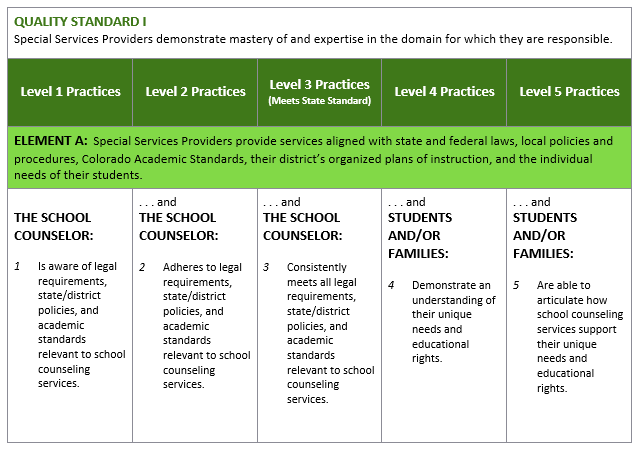 QUALITY STANDARD I
Special Services Providers demonstrate mastery of and expertise in the domain for which they are responsible.
Level 1 Practices
Level 2 Practices
Level 3 Practices
(Meets State Standard)
Level 4 Practices
Level 5 Practices
ELEMENT A: Special Services Providers provide services aligned with state and federal laws, local policies and
procedures, Colorado Academic Standards, their district's organized plans of instruction, and the individual
needs of their students.
THE SCHOOL
COUNSELOR:
1 Is aware of legal
requirements,
state/district
policies, and
academic
standards
relevant to school
counseling
services.
. . . and
THE SCHOOL
COUNSELOR:
2 Adheres to legal
requirements,
state/district
policies, and
academic
standards
relevant to school
counseling
services.
. . . and
THE SCHOOL
COUNSELOR:
3 Consistently
meets all legal
requirements,
state/district
policies, and
academic
standards
relevant to school
counseling
services.
. . . and
STUDENTS
AND/OR
FAMILIES:
4 Demonstrate an
understanding of
their unique
needs and
educational
rights.
. . . and
STUDENTS
AND/OR
FAMILIES:
5 Are able to
articulate how
school counseling
services support
their unique
needs and
educational
rights.